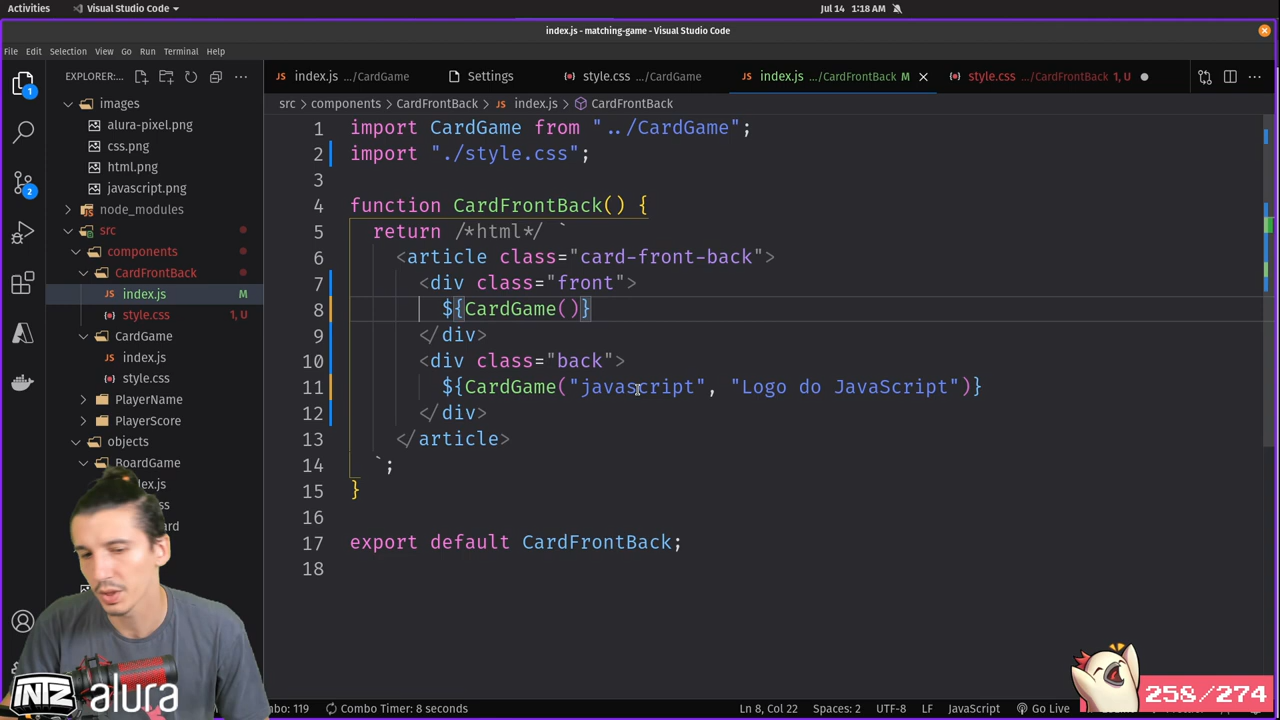 Activities
Visual Studio Code
Jul 14 1:18 AM
index.js - matching-game - Visual Studio Code
File Edit Selection View Go Run Terminal Help
EXPLORER:... ···
index.js .../CardGame
Settings
style.css .../CardGame
index.js .../CardFrontBack M
style.css .../CardFrontBack 1, U
src > components > CardFrontBack > JS index.js > CardFrontBack
images
alura-pixel.png
css.png
html.png
javascript.png
node_modules
src
components
CardFrontBack
index.js M
style.css 1, U
CardGame
index.js
style.css
PlayerName
PlayerScore
objects
BoardGame
1 import CardGame from "../CardGame";
2 import "./style.css";
3
4 function CardFrontBack() {
5 return /*html*/ `
6 <article class="card-front-back">
7 <div class="front">
8 ${CardGame()}
9 </div>
10 <div class="back">
11 ${CardGame("javascript", "Logo do JavaScript")}
12 </div>
13 </article>
14 `;
15 }
16
17 export default CardFrontBack;
18
INTZ alura
258/274
Combo Timer: 8 seconds
Ln 8, Col 22
Spaces: 2
UTF-8
LF
JavaScript
Go Live